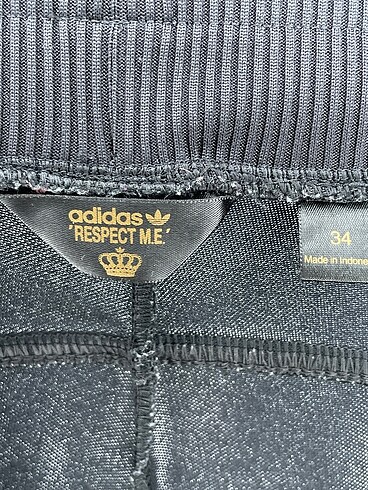 adidas
'RESPECT M.E.'
34
Made in Indone